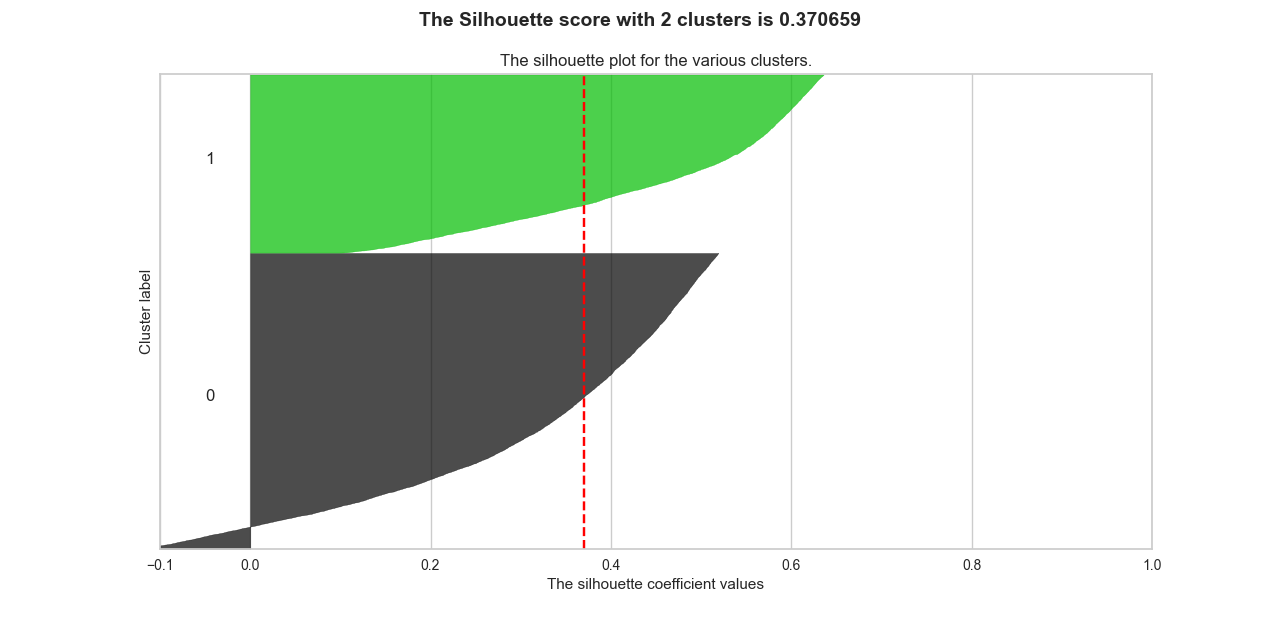 The Silhouette score with 2 clusters is 0.370659
The silhouette plot for the various clusters.
1
0
Cluster label
−0.1 0.0 0.2 0.4 0.6 0.8 1.0
The silhouette coefficient values